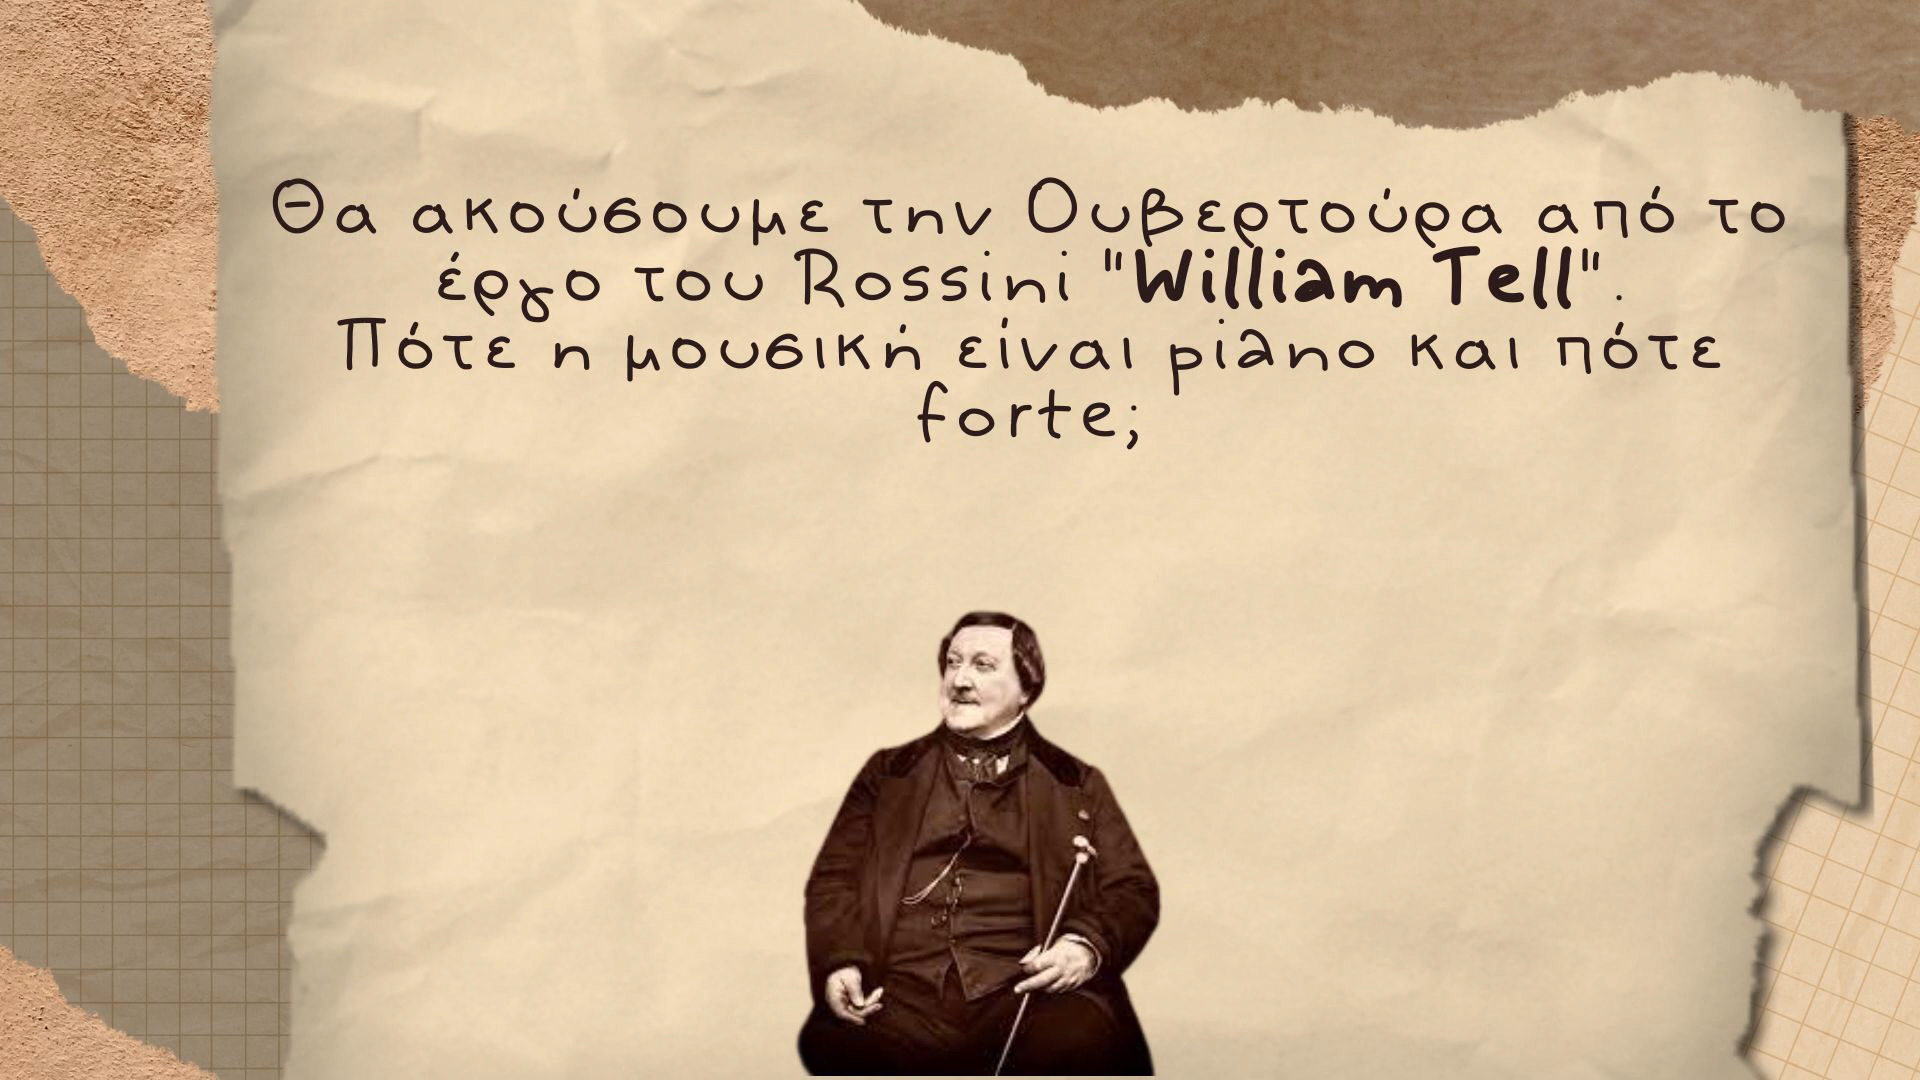 Θα ακούσουμε την Ουβερτούρα από το
έργο του Rossini "William Tell".
Πότε η μουσική είναι piano και πότε
forte;